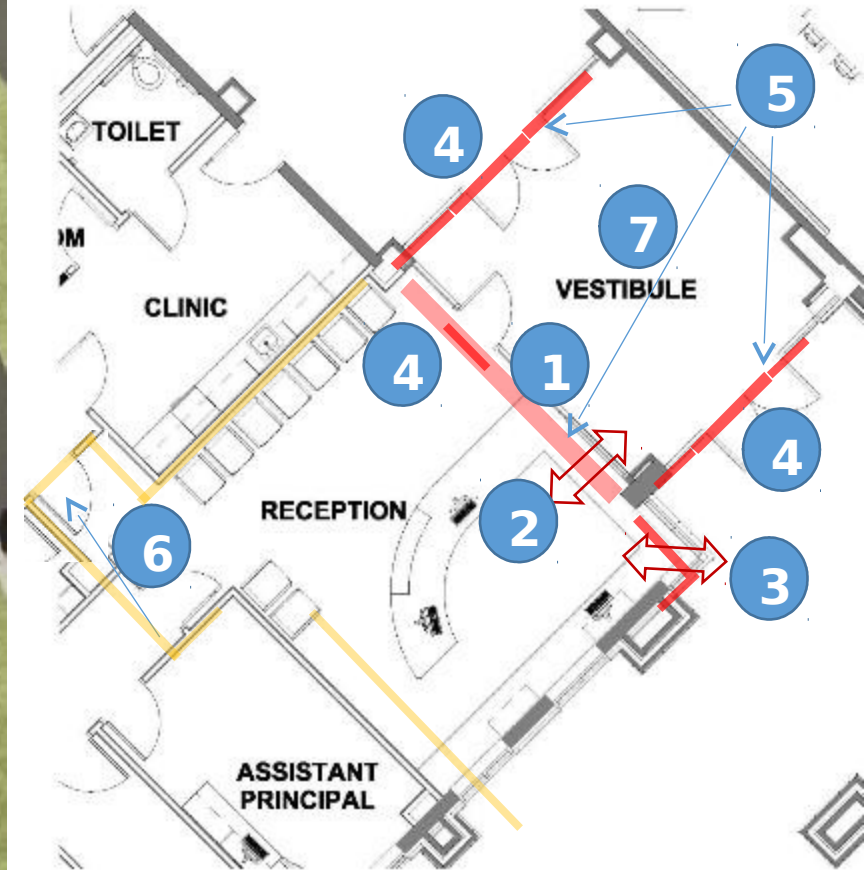 5
TOILET
4
7
OM
VESTIBULE
CLINIC
4
1
4
RECEPTION
2
6
3
ASSISTANT
PRINCIPAL